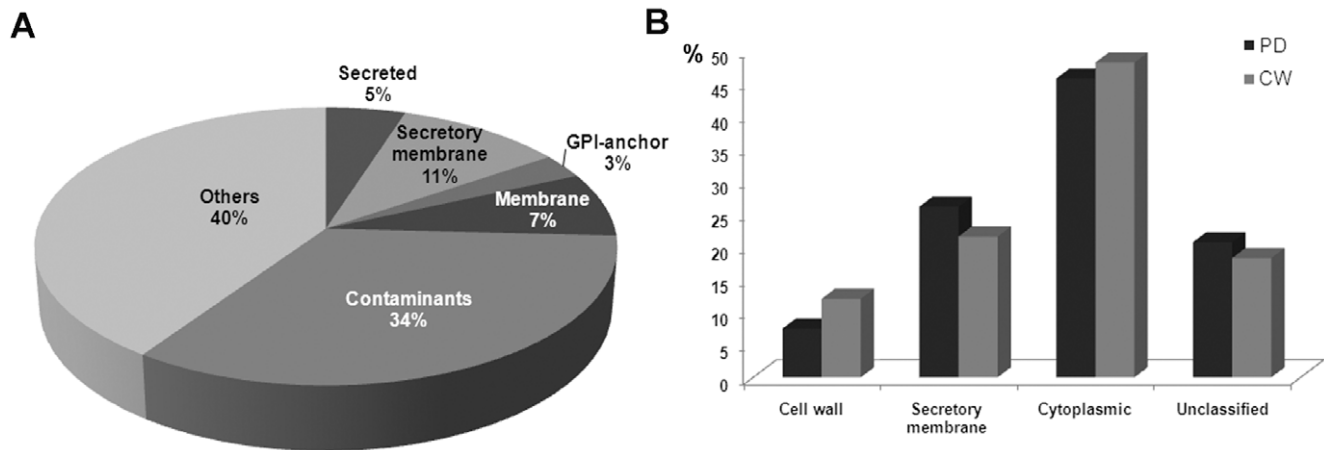 A
Secreted
5%
Secretory
membrane
11%
GPI-anchor
3%
Membrane
7%
Others
40%
Contaminants
34%
B
%
PD
CW
50
45
40
35
30
25
20
15
10
5
0
Cell wall
Secretory
membrane
Cytoplasmic
Unclassified